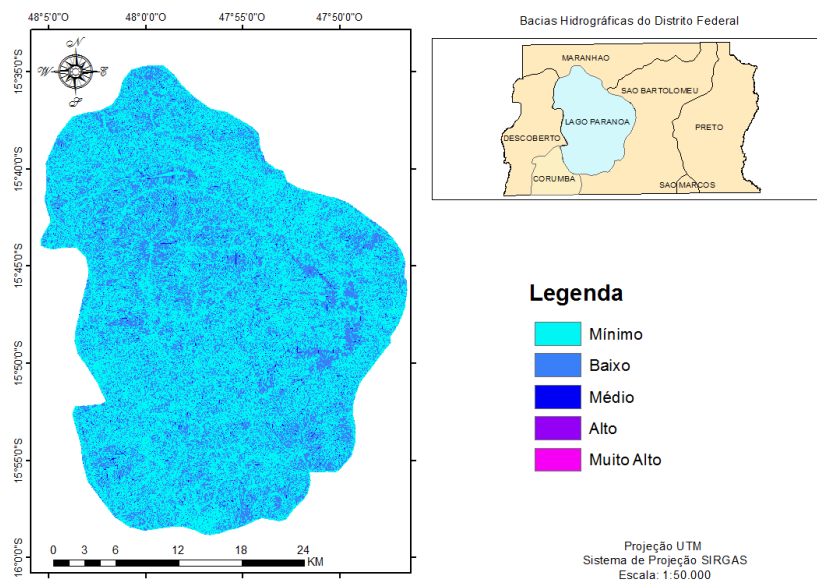 48°5'0"O 48°0'0"O 47°55'0"O 47°50'0"O
N
W E
S
15°35'0"S
15°40'0"S
15°45'0"S
15°50'0"S
15°55'0"S
16°0'0"S
0 3 6 12 18 24
KM
Bacias Hidrográficas do Distrito Federal
MARANHAO
SAO BARTOLOMEU
LAGO PARANOA
PRETO
DESCOBERTO
CORUMBA
SAO MARCOS
Legenda
Mínimo
Baixo
Médio
Alto
Muito Alto
Projeção UTM
Sistema de Projeção SIRGAS
Escala: 1:50.000